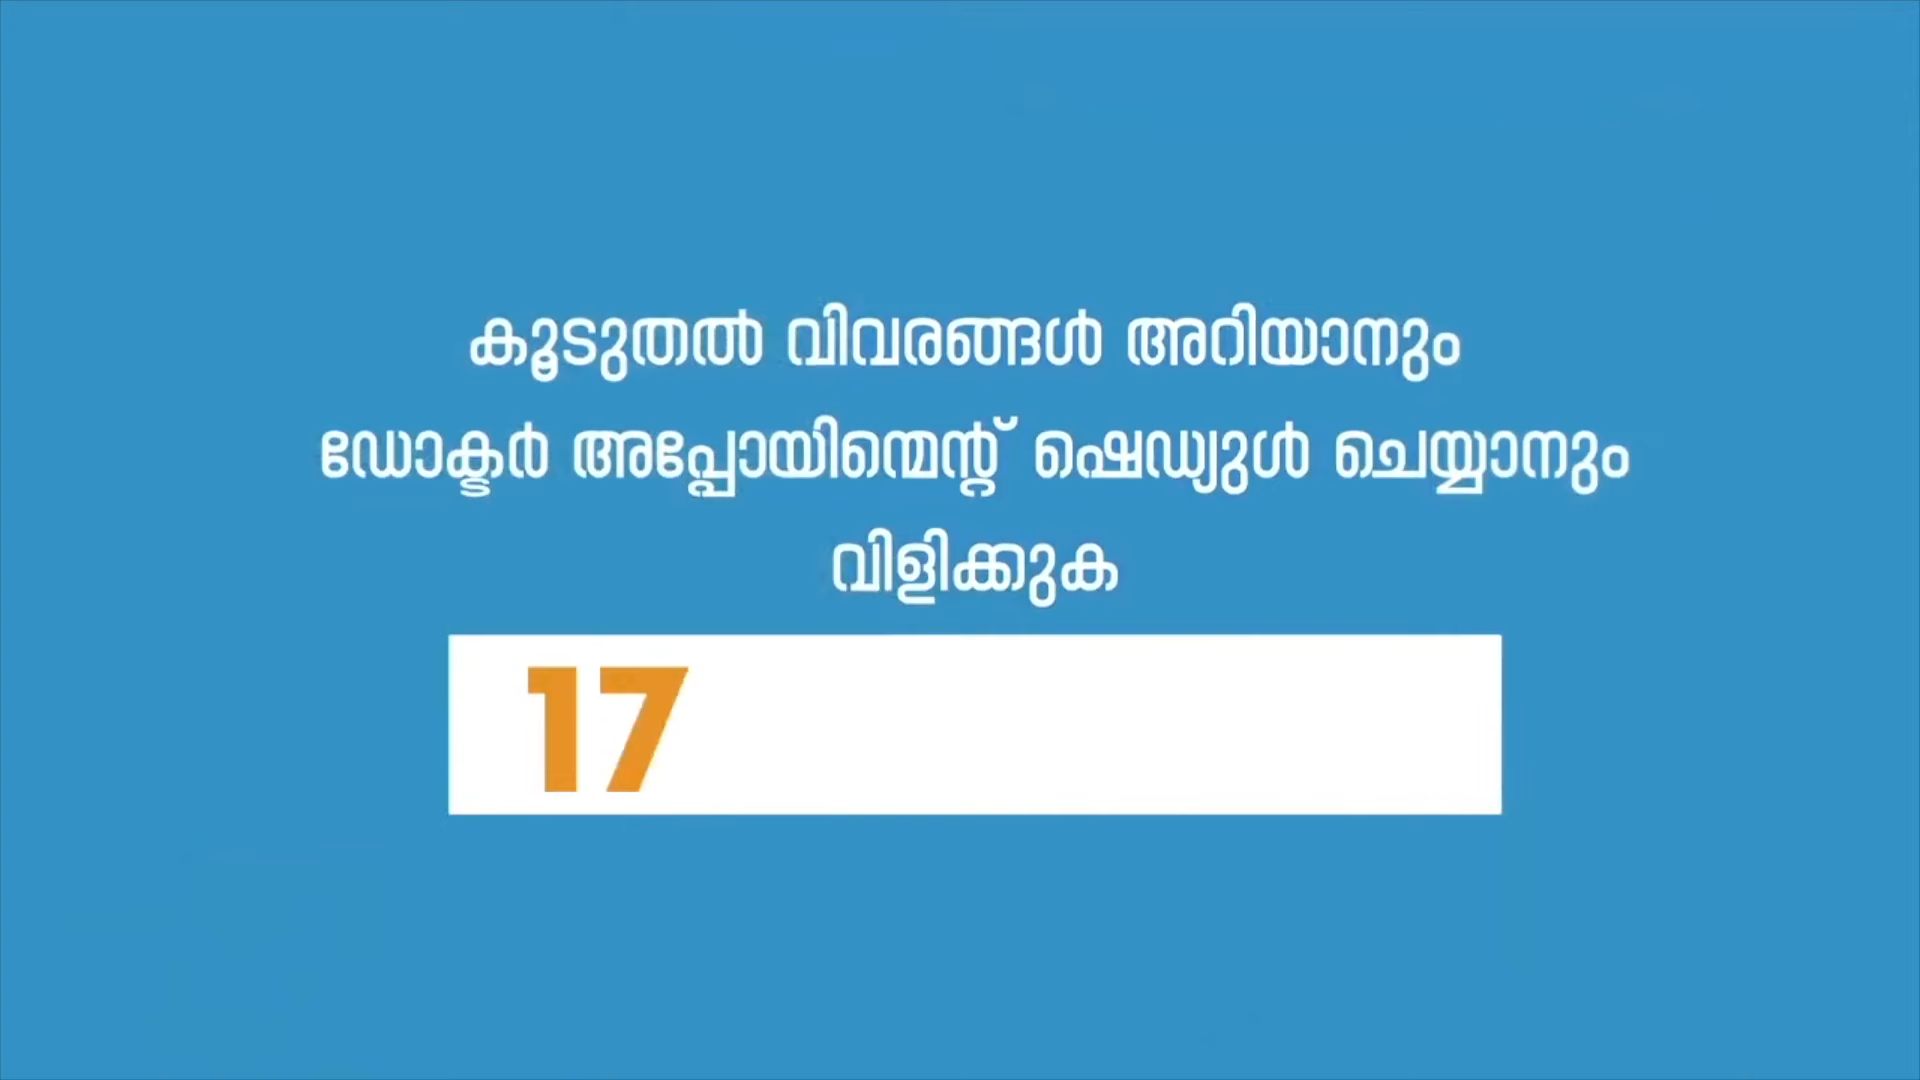 കൂടുതൽ വിവരങ്ങൾ അറിയാനും
ഡോക്ടർ അപ്പോയിന്മെന്റ് ഷെഡ്യുൾ ചെയ്യാനും
വിളിക്കുക
17